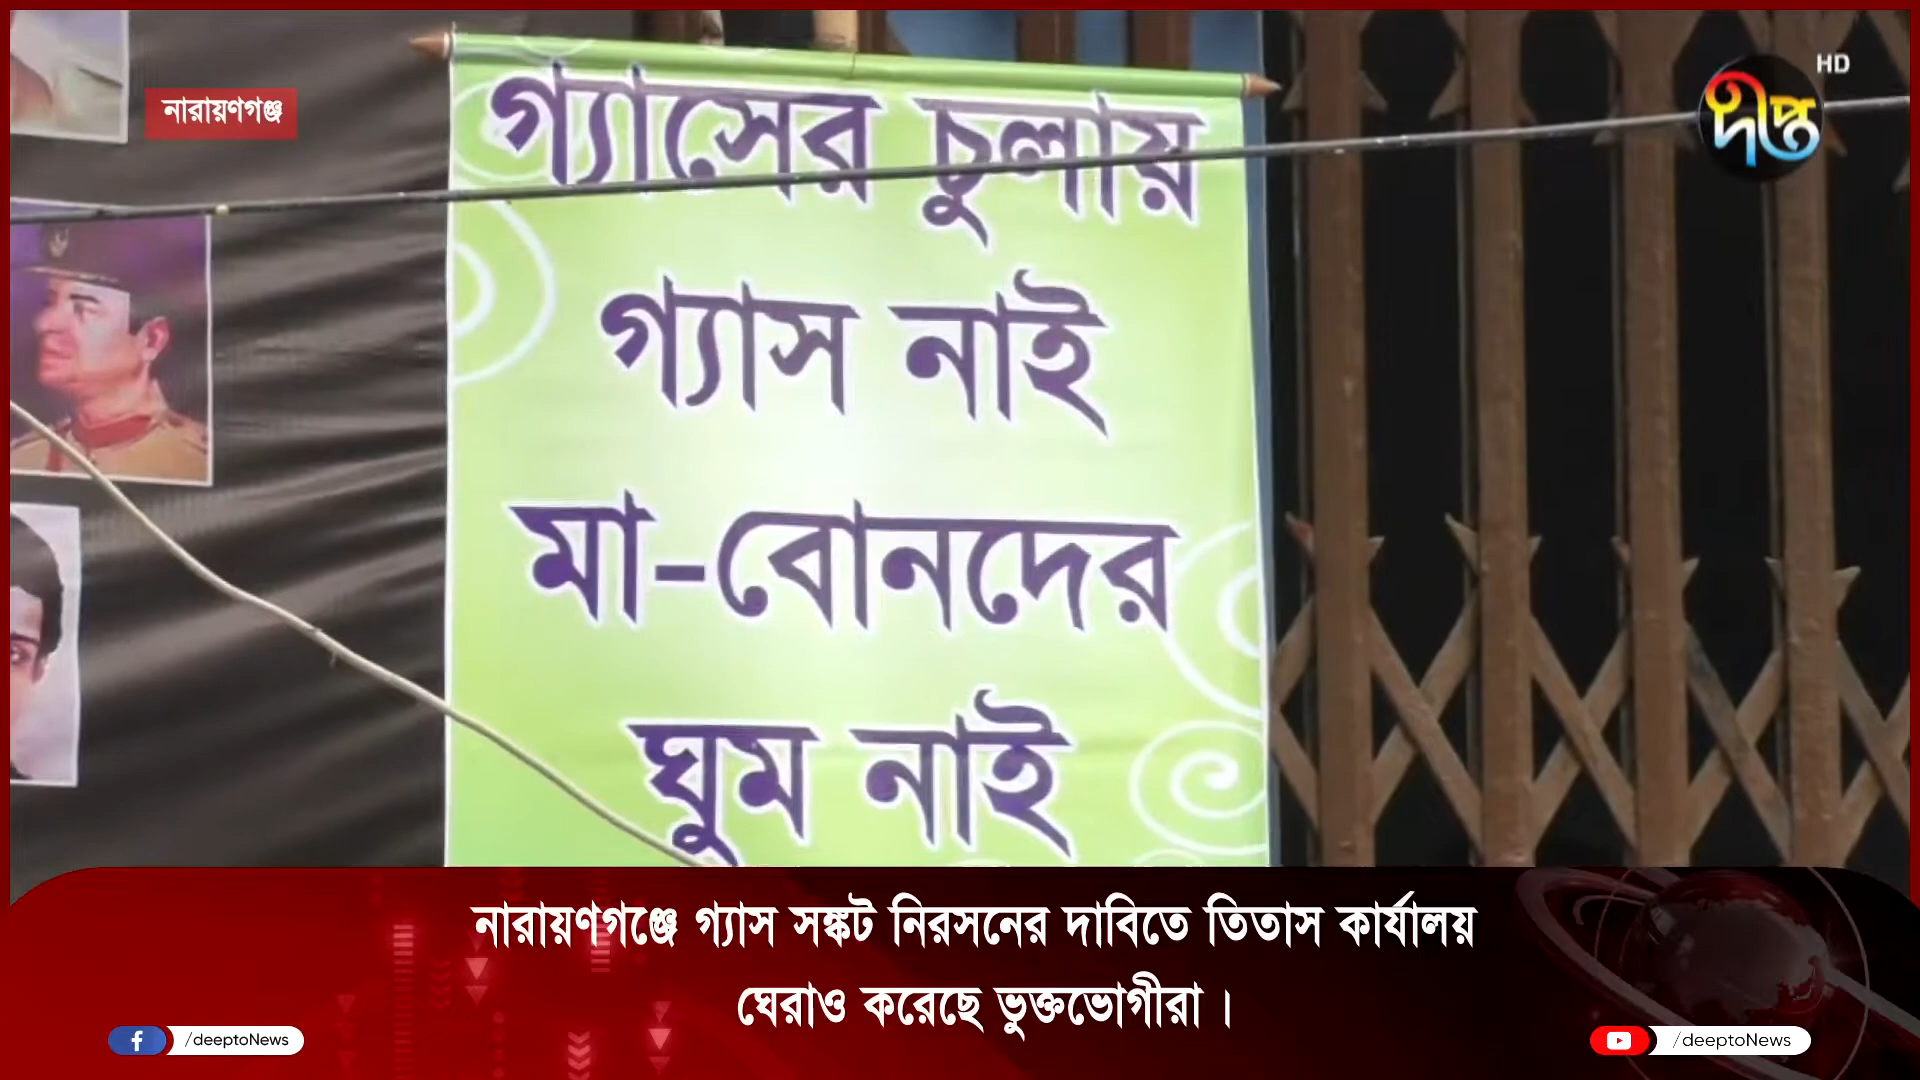 HD
দীপ্ত
নারায়ণগঞ্জ
গ্যাসের চুলায়
গ্যাস নাই
মা-বোনদের
ঘুম নাই
নারায়ণগঞ্জে গ্যাস সঙ্কট নিরসনের দাবিতে তিতাস কার্যালয়
ঘেরাও করেছে ভুক্তভোগীরা।
/deeptoNews
/deeptoNews